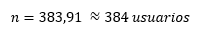 n = 383,91 ≈ 384 usuarios